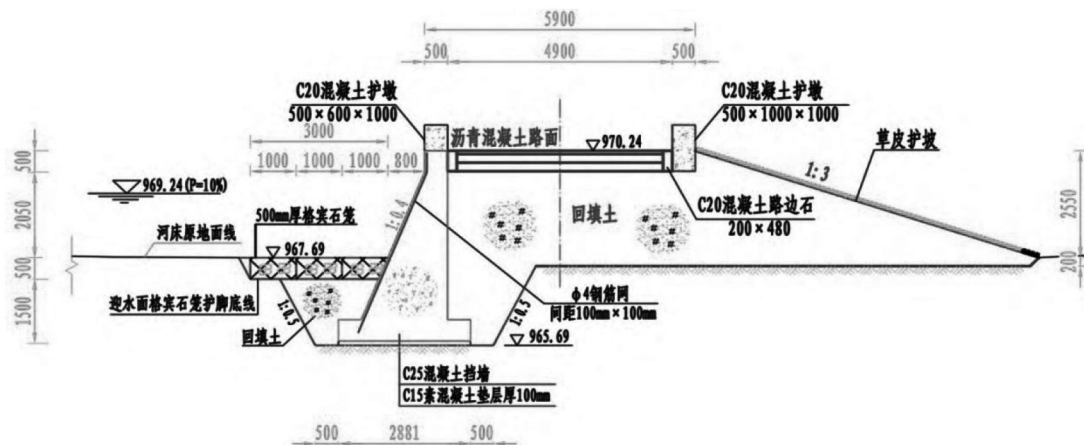 5900
500
4900
500
C20混凝土护墩
500×600×1000
C20混凝土护墩
500×1000×1000
3000
沥青混凝土路面
970.24
草皮护坡
1000
1000
1000
800
500
2050
500
1500
969.24(P=10%)
500mm厚格宾石笼
1:0.4
1:3
回填土
C20混凝土路边石
200×480
2550
200
河床原地面线
967.69
迎水面格宾石笼护脚底线
1:0.5
回填土
φ4钢筋网
间距100mm×100mm
1:0.5
965.69
C25混凝土挡墙
C15素混凝土垫层厚100mm
500
2881
500